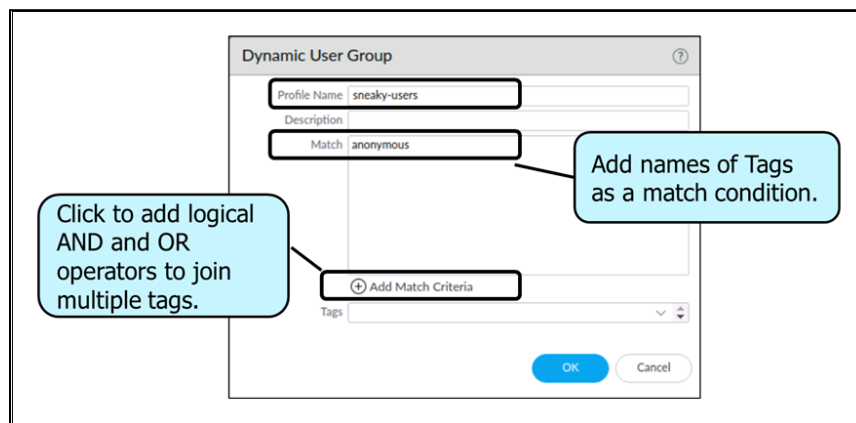 Dynamic User Group
Profile Name sneaky-users
Description
Match anonymous
Add names of Tags
as a match condition.
Click to add logical
AND and OR
operators to join
multiple tags.
Add Match Criteria
Tags
OK Cancel